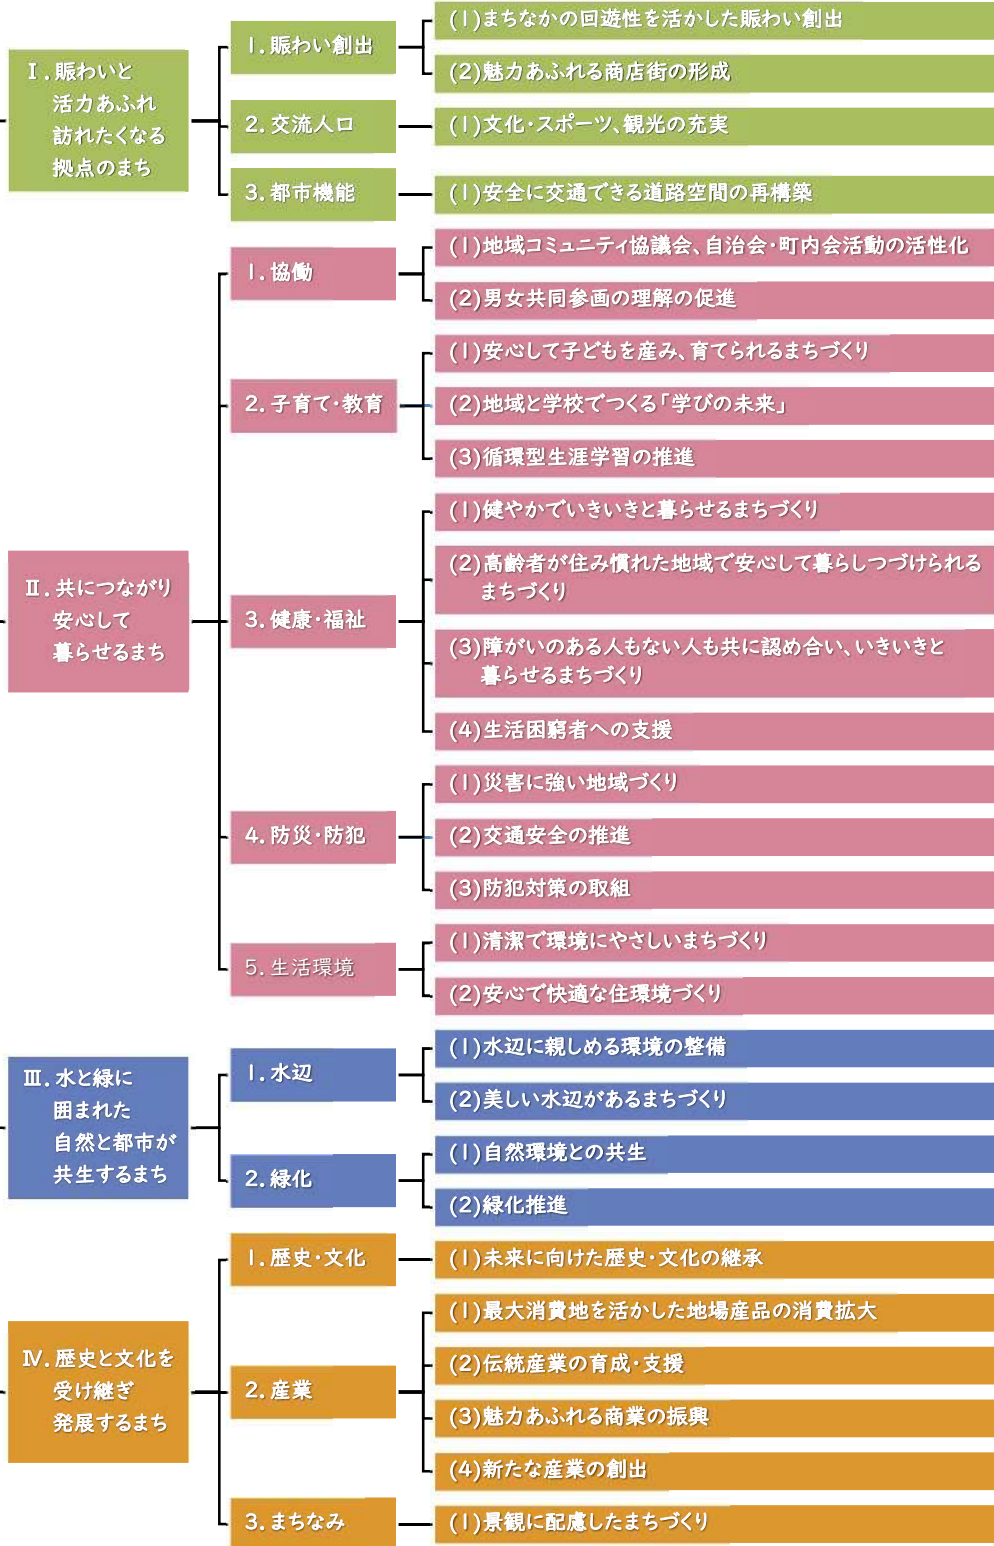 Ⅰ.賑わいと
活力あふれ
訪れたくなる
拠点のまち
1.賑わい創出
(1)まちなかの回遊性を活かした賑わい創出
(2)魅力あふれる商店街の形成
2.交流人口
(1)文化・スポーツ、観光の充実
3.都市機能
(1)安全に交通できる道路空間の再構築
Ⅱ.共につながり
安心して
暮らせるまち
1.協働
(1)地域コミュニティ協議会、自治会・町内会活動の活性化
(2)男女共同参画の理解の促進
2.子育て・教育
(1)安心して子どもを産み、育てられるまちづくり
(2)地域と学校でつくる「学びの未来」
(3)循環型生涯学習の推進
3.健康・福祉
(1)健やかでいきいきと暮らせるまちづくり
(2)高齢者が住み慣れた地域で安心して暮らしつづけられる
まちづくり
(3)障がいのある人もない人も共に認め合い、いきいきと
暮らせるまちづくり
(4)生活困窮者への支援
4.防災・防犯
(1)災害に強い地域づくり
(2)交通安全の推進
(3)防犯対策の取組
5.生活環境
(1)清潔で環境にやさしいまちづくり
(2)安心で快適な住環境づくり
Ⅲ.水と緑に
囲まれた
自然と都市が
共生するまち
1.水辺
(1)水辺に親しめる環境の整備
(2)美しい水辺があるまちづくり
2.緑化
(1)自然環境との共生
(2)緑化推進
Ⅳ.歴史と文化を
受け継ぎ
発展するまち
1.歴史・文化
(1)未来に向けた歴史・文化の継承
2.産業
(1)最大消費地を活かした地場産品の消費拡大
(2)伝統産業の育成・支援
(3)魅力あふれる商業の振興
(4)新たな産業の創出
3.まちなみ
(1)景観に配慮したまちづくり